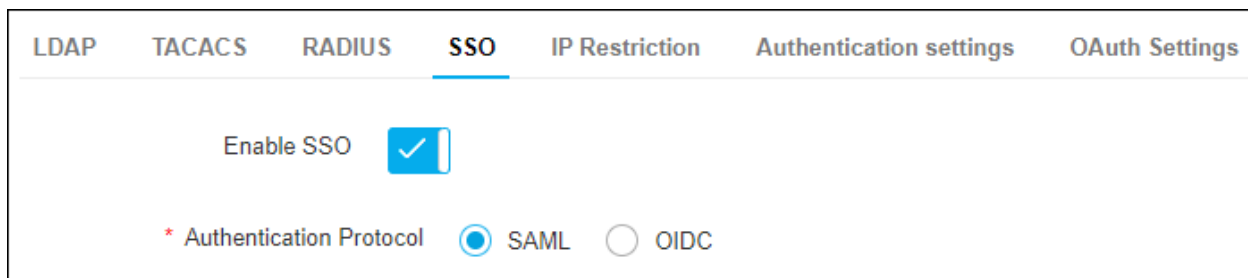 LDAP TACACS RADIUS SSO IP Restriction Authentication settings OAuth Settings
Enable SSO
* Authentication Protocol SAML OIDC